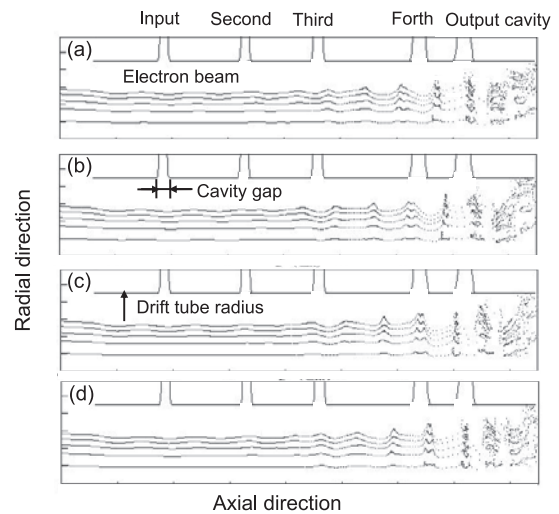 Input Second Third Forth Output cavity
(a)
Electron beam
(b)
Cavity gap
(c)
Drift tube radius
(d)
Radial direction
Axial direction